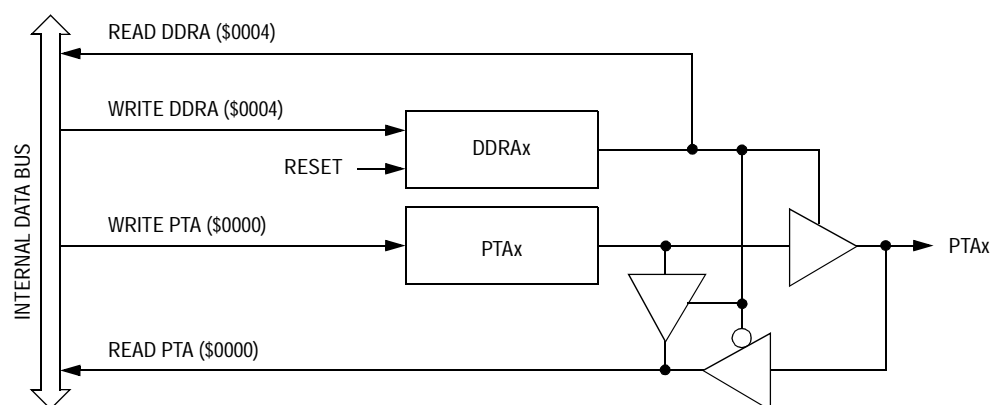 READ DDRA ($0004)
WRITE DDRA ($0004)
DDRAx
RESET
INTERNAL DATA BUS
WRITE PTA ($0000)
PTAx
PTAx
READ PTA ($0000)